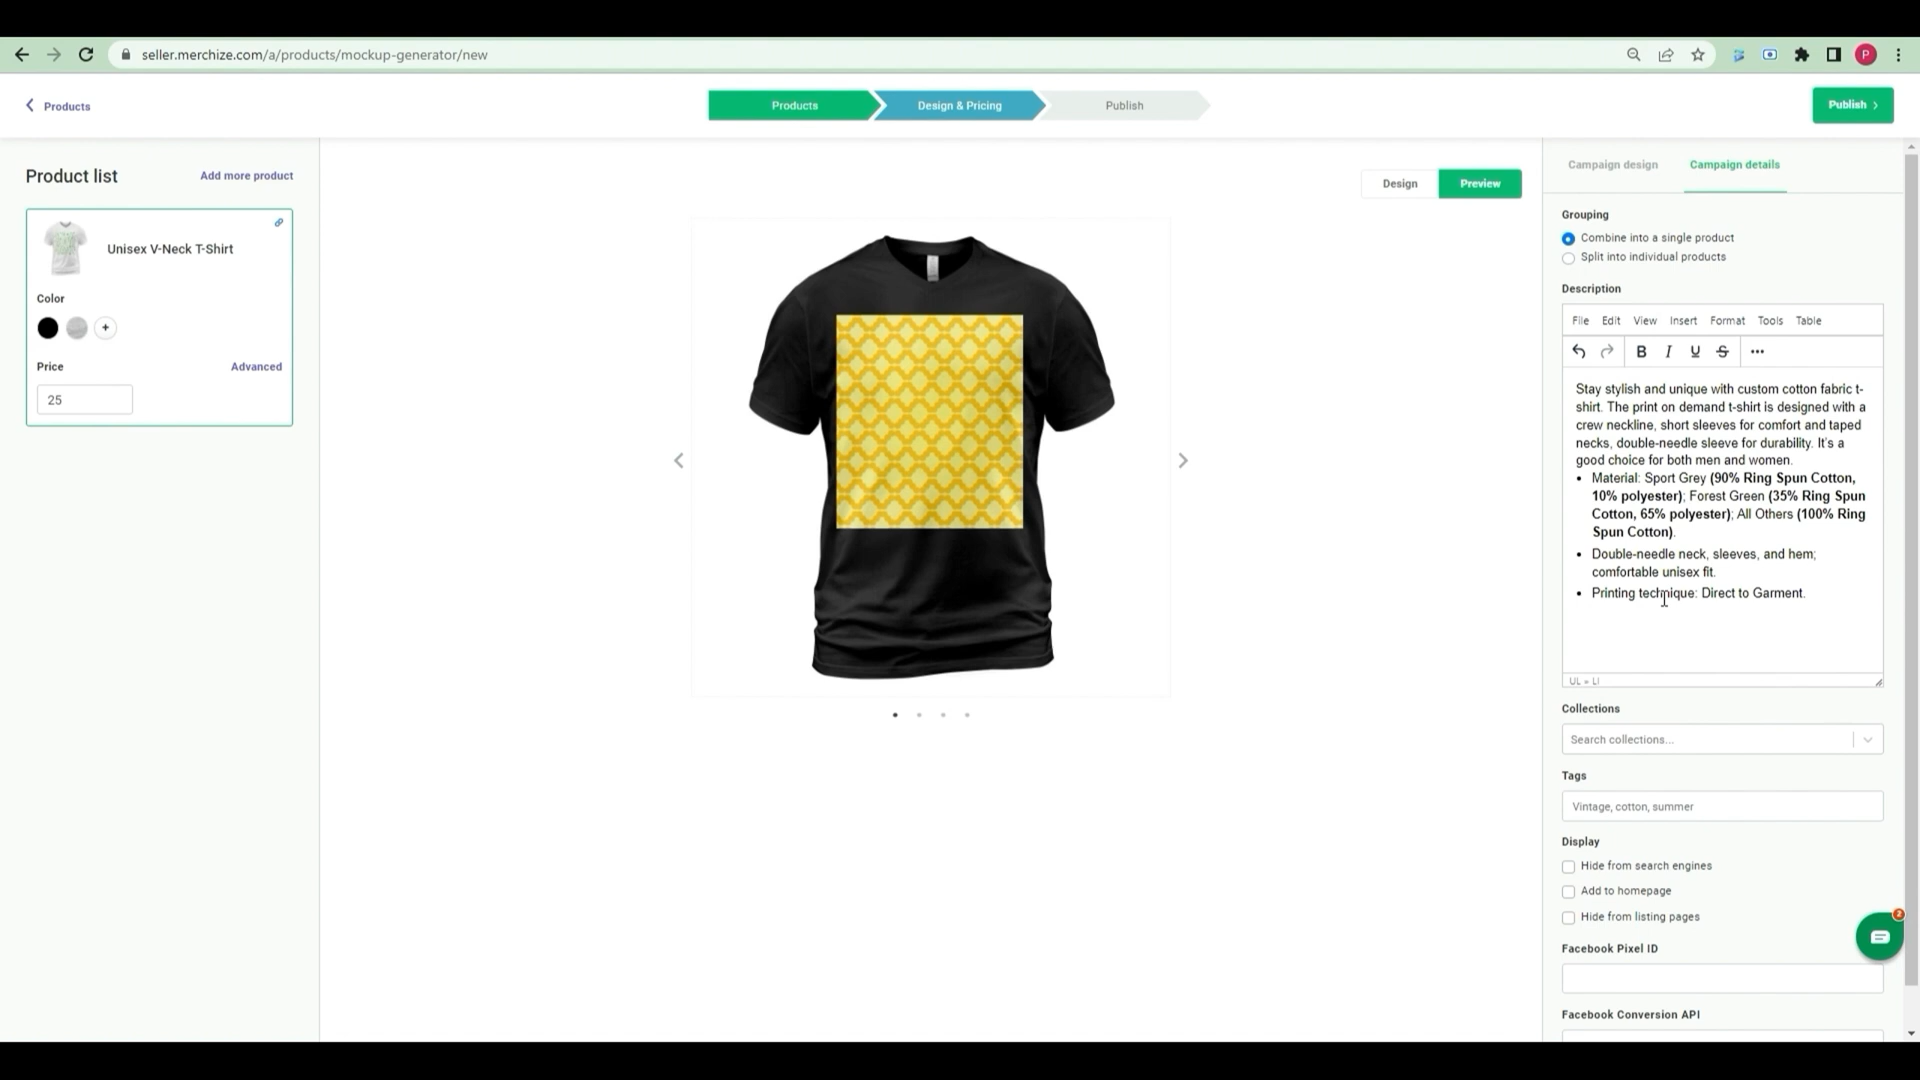 seller.merchize.com/a/products/mockup-generator/new
P
Products
Products
Design & Pricing
Publish
Publish
Product list
Add more product
Unisex V-Neck T-Shirt
Color
+
Price
Advanced
25
Design
Preview
Campaign design
Campaign details
Grouping
Combine into a single product
Split into individual products
Description
File Edit View Insert Format Tools Table
B I U S ...
Stay stylish and unique with custom cotton fabric t-
shirt. The print on demand t-shirt is designed with a
crew neckline, short sleeves for comfort and taped
necks, double-needle sleeve for durability. It's a
good choice for both men and women.
• Material: Sport Grey (90% Ring Spun Cotton,
10% polyester); Forest Green (35% Ring Spun
Cotton, 65% polyester); All Others (100% Ring
Spun Cotton).
• Double-needle neck, sleeves, and hem;
comfortable unisex fit.
• Printing technique: Direct to Garment.
UL » LI
Collections
Search collections...
Tags
Vintage, cotton, summer
Display
Hide from search engines
Add to homepage
Hide from listing pages
2
Facebook Pixel ID
Facebook Conversion API